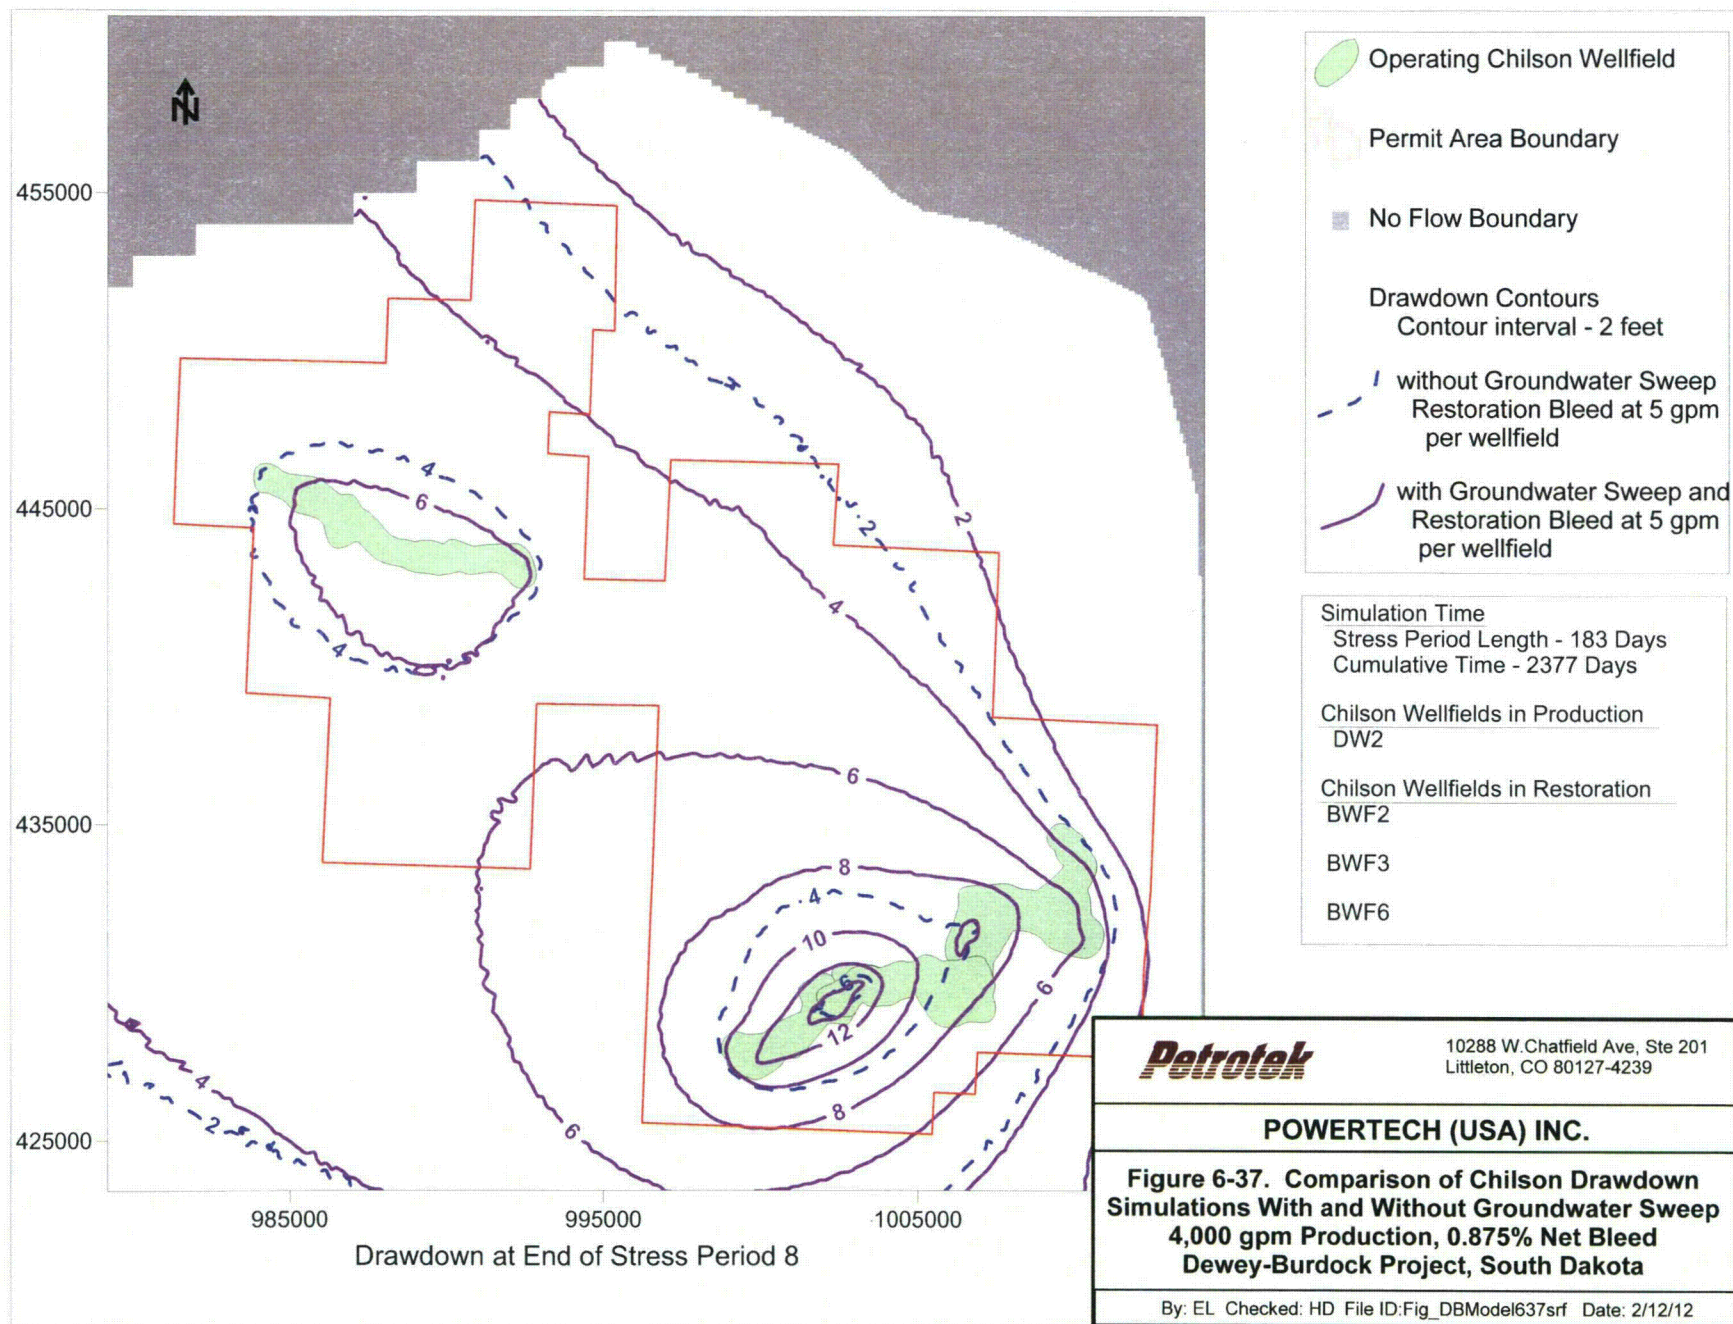 N
Operating Chilson Wellfield
Permit Area Boundary
No Flow Boundary
Drawdown Contours
Contour interval - 2 feet
without Groundwater Sweep
Restoration Bleed at 5 gpm
per wellfield
with Groundwater Sweep and
Restoration Bleed at 5 gpm
per wellfield
Simulation Time
Stress Period Length - 183 Days
Cumulative Time - 2377 Days
Chilson Wellfields in Production
DW2
Chilson Wellfields in Restoration
BWF2
BWF3
BWF6
455000
445000
435000
425000
4
6
2
2
4
4
6
8
4
10
6
6
12
4
8
2
6
985000
995000
1005000
Drawdown at End of Stress Period 8
Petrotek
10288 W.Chatfield Ave, Ste 201
Littleton, CO 80127-4239
POWERTECH (USA) INC.
Figure 6-37. Comparison of Chilson Drawdown
Simulations With and Without Groundwater Sweep
4,000 gpm Production, 0.875% Net Bleed
Dewey-Burdock Project, South Dakota
By: EL Checked: HD File ID:Fig_DBModel637srf Date: 2/12/12